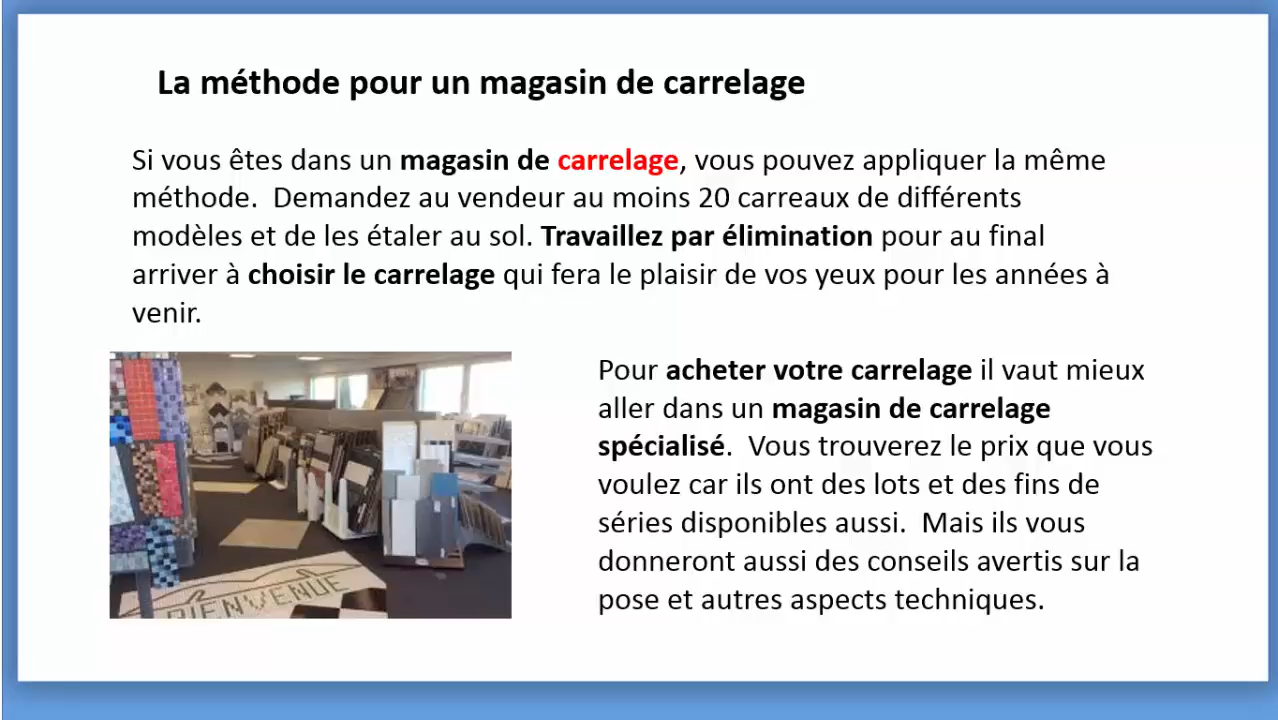 La méthode pour un magasin de carrelage
Si vous êtes dans un magasin de carrelage, vous pouvez appliquer la même
méthode.  Demandez au vendeur au moins 20 carreaux de différents
modèles et de les étaler au sol. Travaillez par élimination pour au final
arriver à choisir le carrelage qui fera le plaisir de vos yeux pour les années à
venir.
Pour acheter votre carrelage il vaut mieux
aller dans un magasin de carrelage
spécialisé.  Vous trouverez le prix que vous
voulez car ils ont des lots et des fins de
séries disponibles aussi.  Mais ils vous
donneront aussi des conseils avertis sur la
pose et autres aspects techniques.
BIENVENUE